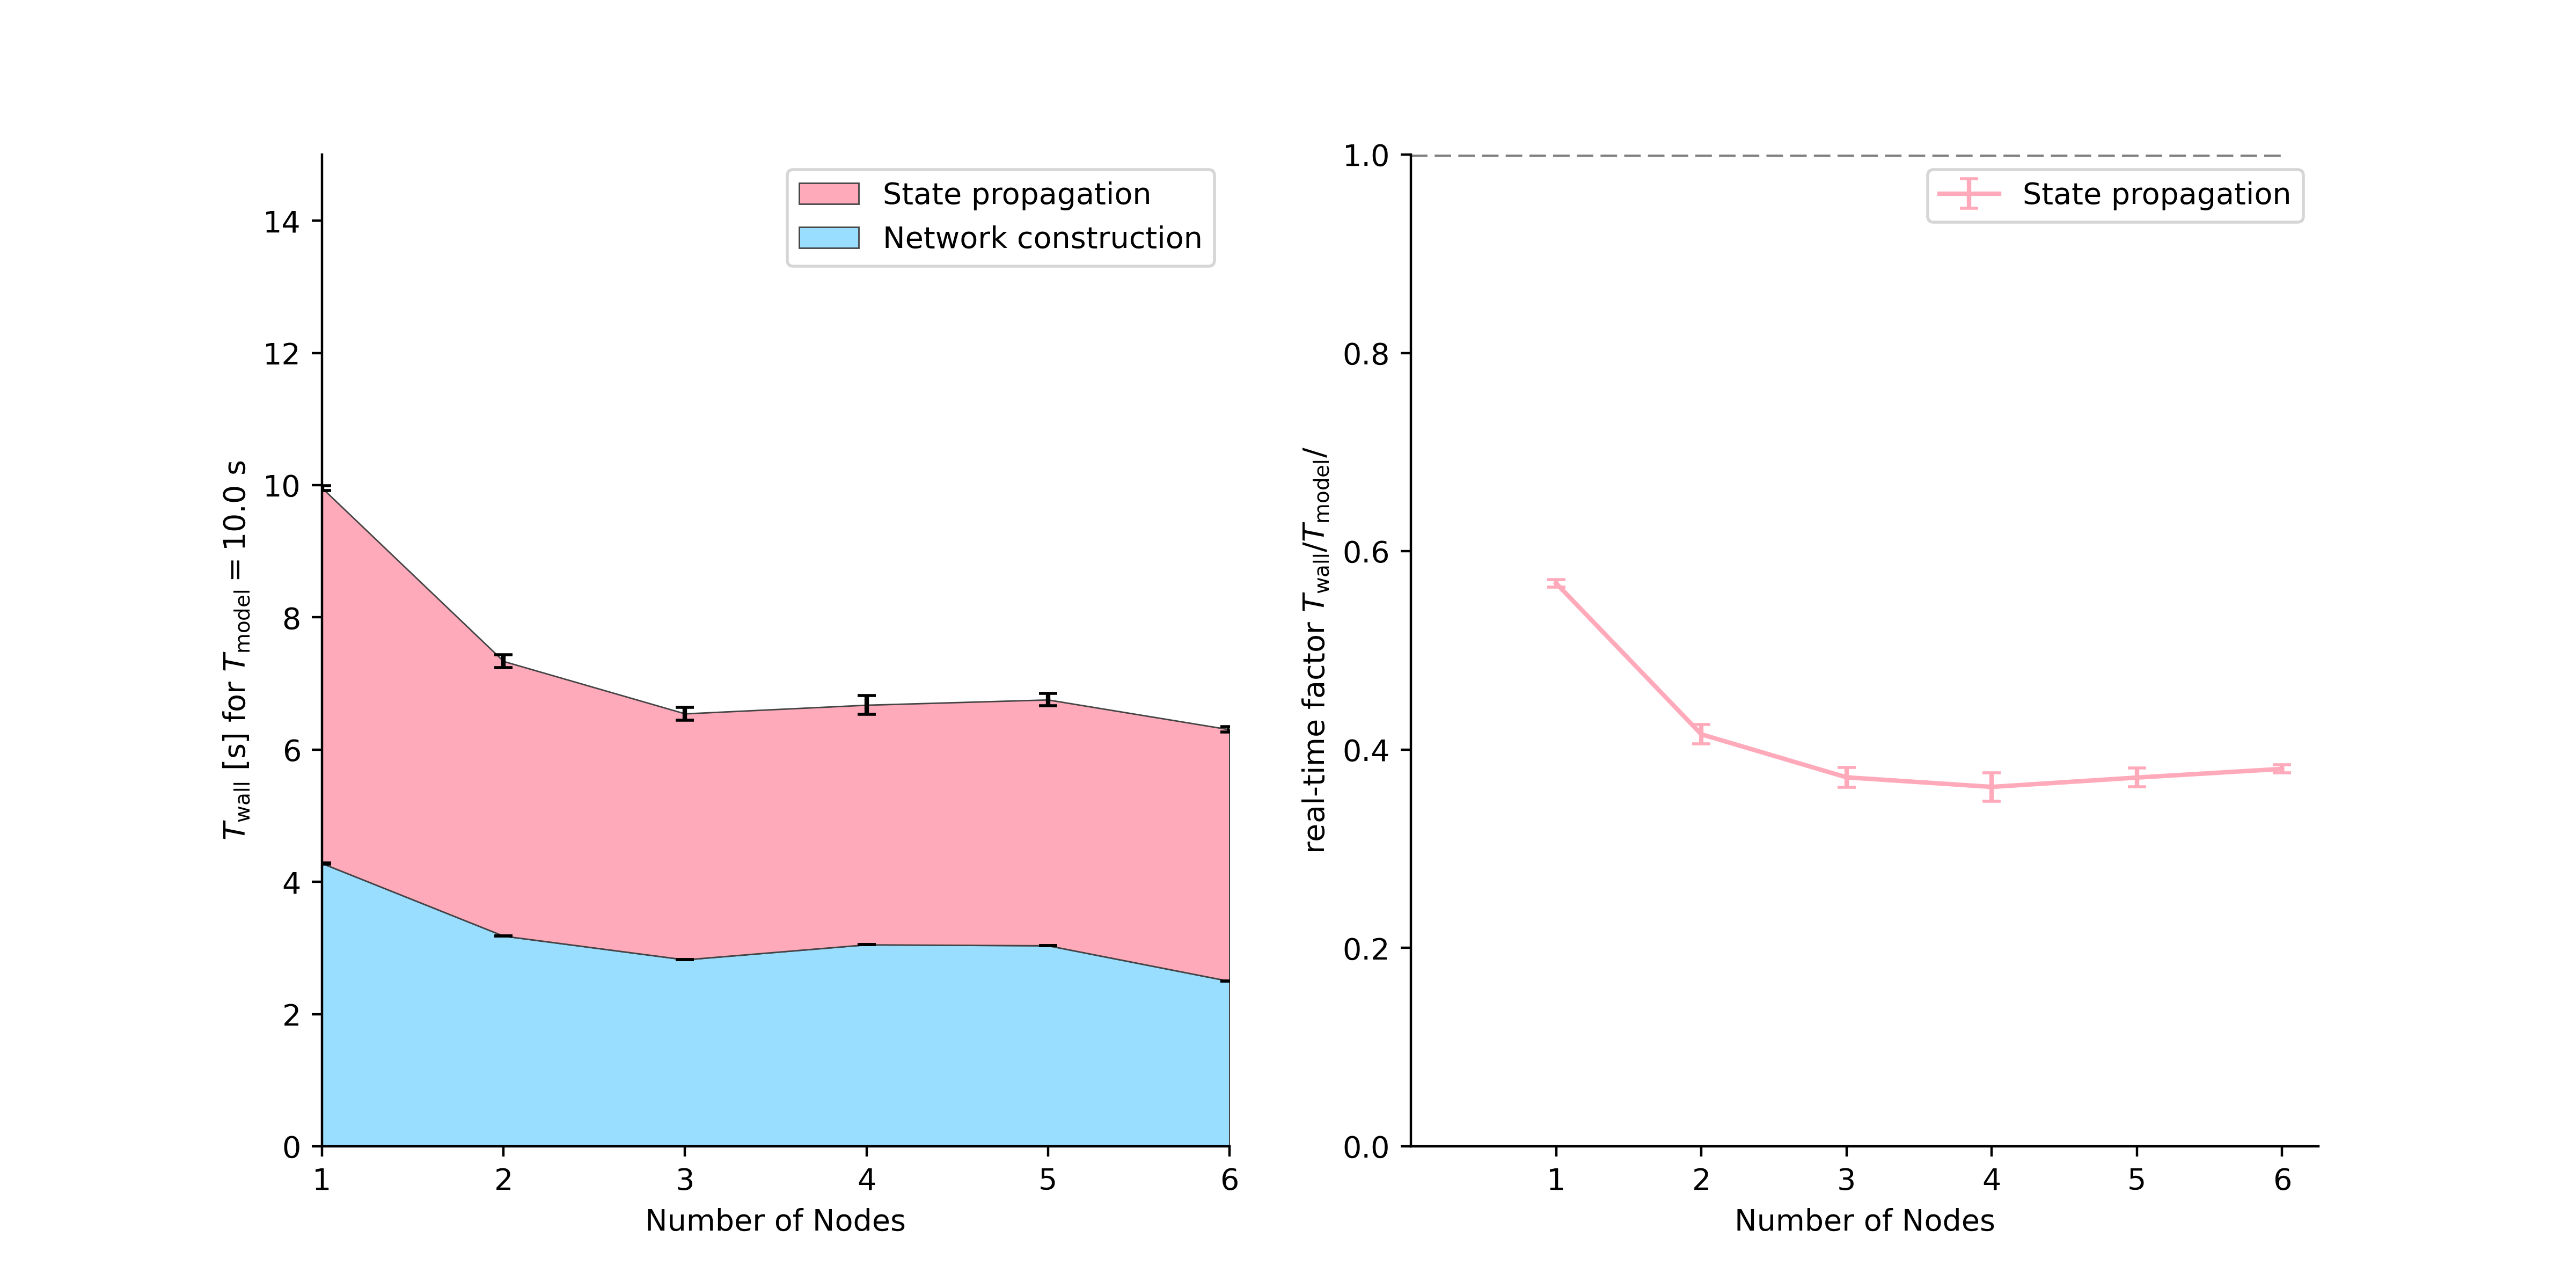 State propagation
Network construction
T_wall [s] for T_model = 10.0 s
0
2
4
6
8
10
12
14
1 2 3 4 5 6
Number of Nodes
State propagation
real-time factor T_wall/T_model/
0.0
0.2
0.4
0.6
0.8
1.0
1 2 3 4 5 6
Number of Nodes